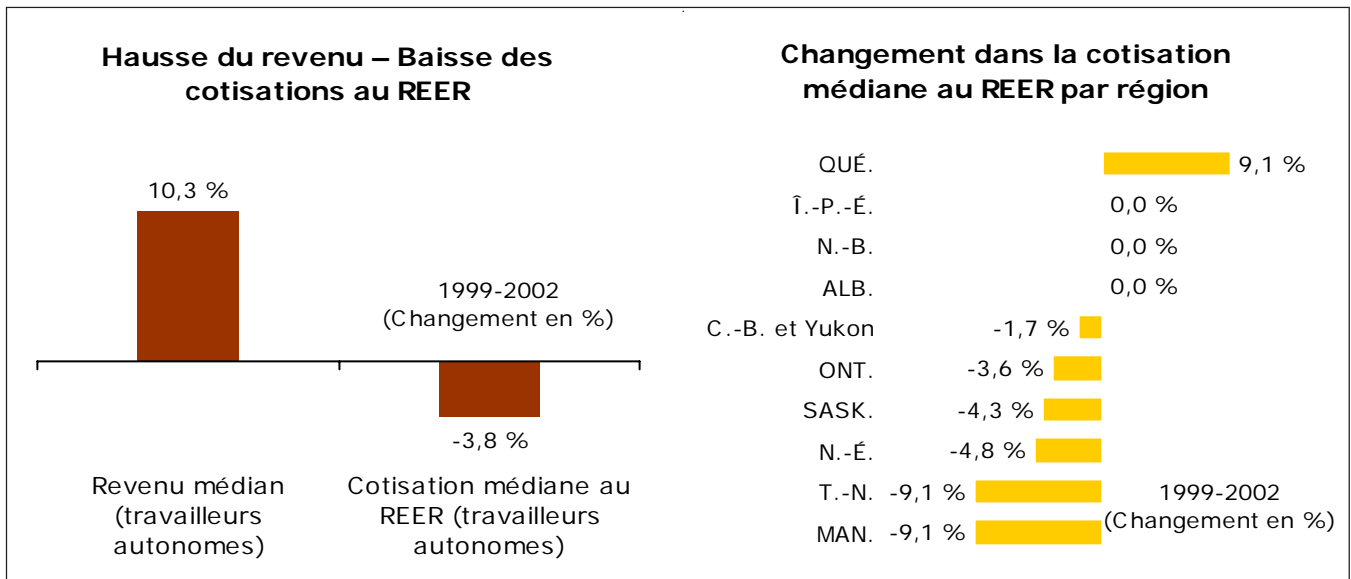 Hausse du revenu – Baisse des
cotisations au REER
10,3 %
1999-2002
(Changement en %)
-3,8 %
Revenu médian
(travailleurs
autonomes)
Cotisation médiane au
REER (travailleurs
autonomes)
Changement dans la cotisation
médiane au REER par région
QUÉ. 9,1 %
Î.-P.-É. 0,0 %
N.-B. 0,0 %
ALB. 0,0 %
C.-B. et Yukon -1,7 %
ONT. -3,6 %
SASK. -4,3 %
N.-É. -4,8 %
T.-N. -9,1 %
MAN. -9,1 %
1999-2002
(Changement en %)